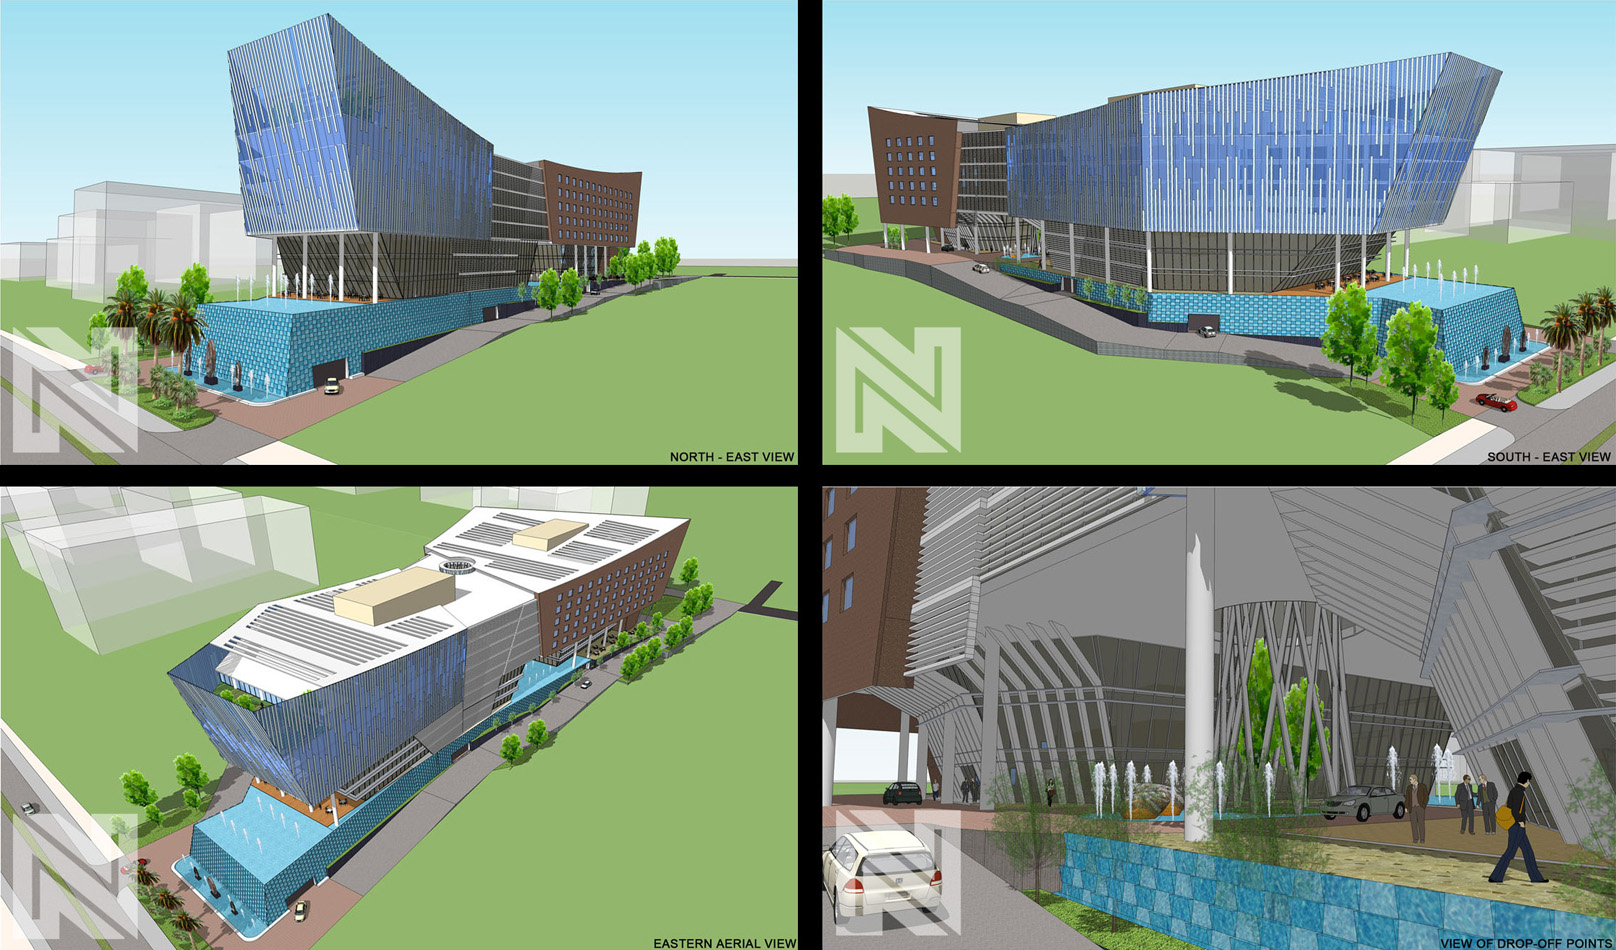 NORTH - EAST VIEW
SOUTH - EAST VIEW
EASTERN AERIAL VIEW
VIEW OF DROP-OFF POINTS